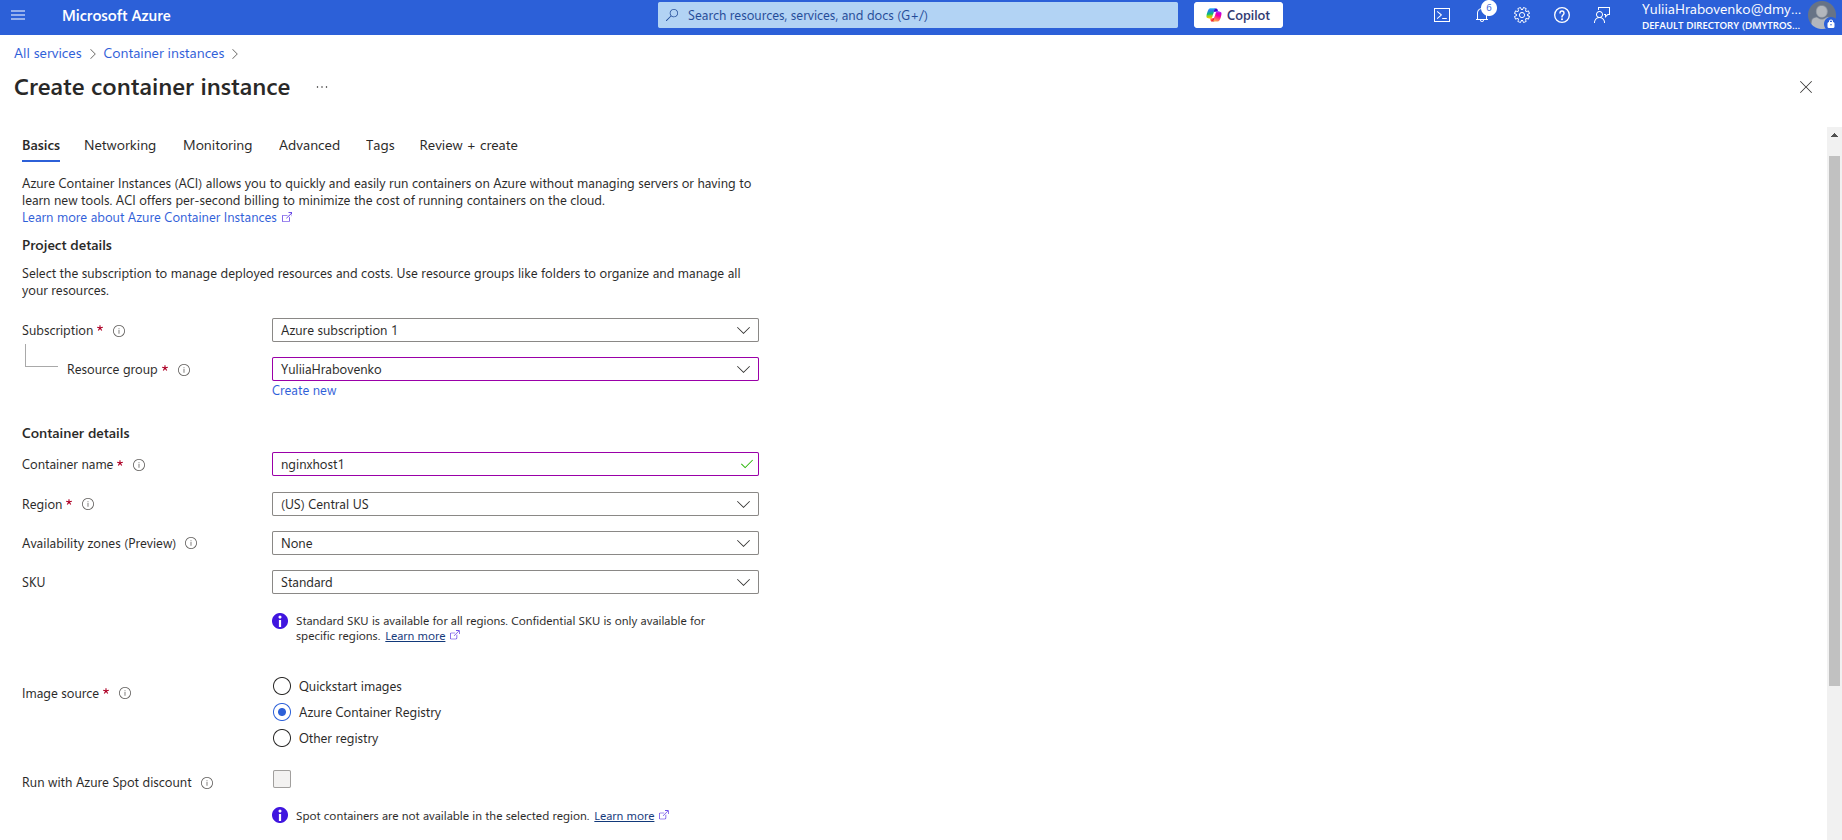 Microsoft Azure
Search resources, services, and docs (G+/)
Copilot
6
YuliiaHrabovenko@dmy...
DEFAULT DIRECTORY (DMYTROS...
All services > Container instances >
Create container instance ...
Basics Networking Monitoring Advanced Tags Review + create
Azure Container Instances (ACI) allows you to quickly and easily run containers on Azure without managing servers or having to
learn new tools. ACI offers per-second billing to minimize the cost of running containers on the cloud.
Learn more about Azure Container Instances
Project details
Select the subscription to manage deployed resources and costs. Use resource groups like folders to organize and manage all
your resources.
Subscription * Azure subscription 1
Resource group * YuliiaHrabovenko
Create new
Container details
Container name * nginxhost1
Region * (US) Central US
Availability zones (Preview) None
SKU Standard
Standard SKU is available for all regions. Confidential SKU is only available for
specific regions. Learn more
Image source * Quickstart images
Azure Container Registry
Other registry
Run with Azure Spot discount
Spot containers are not available in the selected region. Learn more